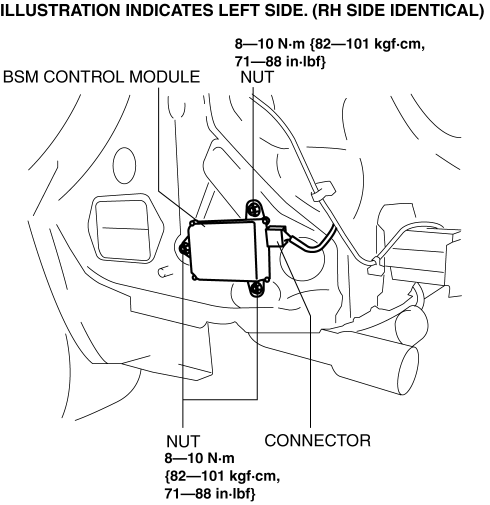 ILLUSTRATION INDICATES LEFT SIDE. (RH SIDE IDENTICAL)
8—10 N·m {82—101 kgf·cm,
71—88 in·lbf}
BSM CONTROL MODULE
NUT
NUT
8—10 N·m
{82—101 kgf·cm,
71—88 in·lbf}
CONNECTOR